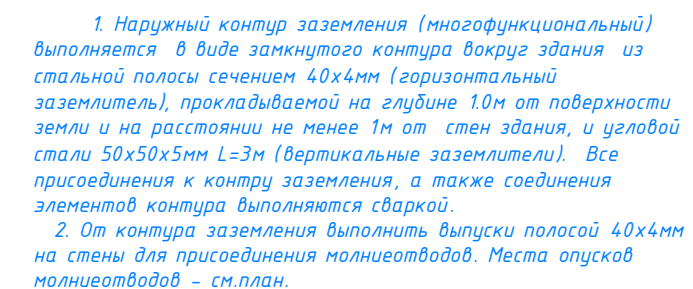 1. Наружный контур заземления (многофункциональный)
выполняется в виде замкнутого контура вокруг здания из
стальной полосы сечением 40х4мм (горизонтальный
заземлитель), прокладываемой на глубине 1.0м от поверхности
земли и на расстоянии не менее 1м от стен здания, и угловой
стали 50х50х5мм L=3м (вертикальные заземлители). Все
присоединения к контру заземления, а также соединения
элементов контура выполняются сваркой.
2. От контура заземления выполнить выпуски полосой 40х4мм
на стены для присоединения молниеотводов. Места опусков
молниеотводов - см.план.